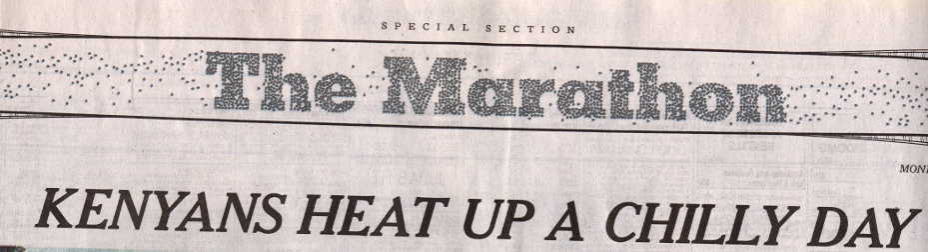 SPECIAL SECTION
The Marathon
KENYANS HEAT UP A CHILLY DAY